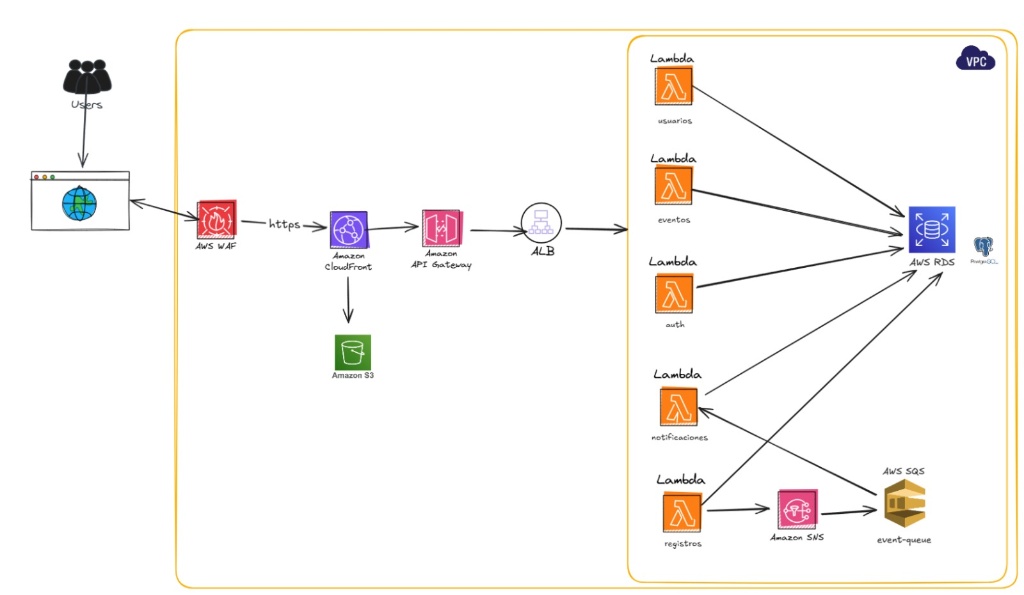 Users
AWS WAF
https
Amazon
CloudFront
Amazon S3
Amazon
API Gateway
ALB
VPC
Lambda
usuarios
Lambda
eventos
Lambda
auth
Lambda
notificaciones
Lambda
registros
Amazon SNS
AWS SQS
event-queue
AWS RDS
PostgreSQL